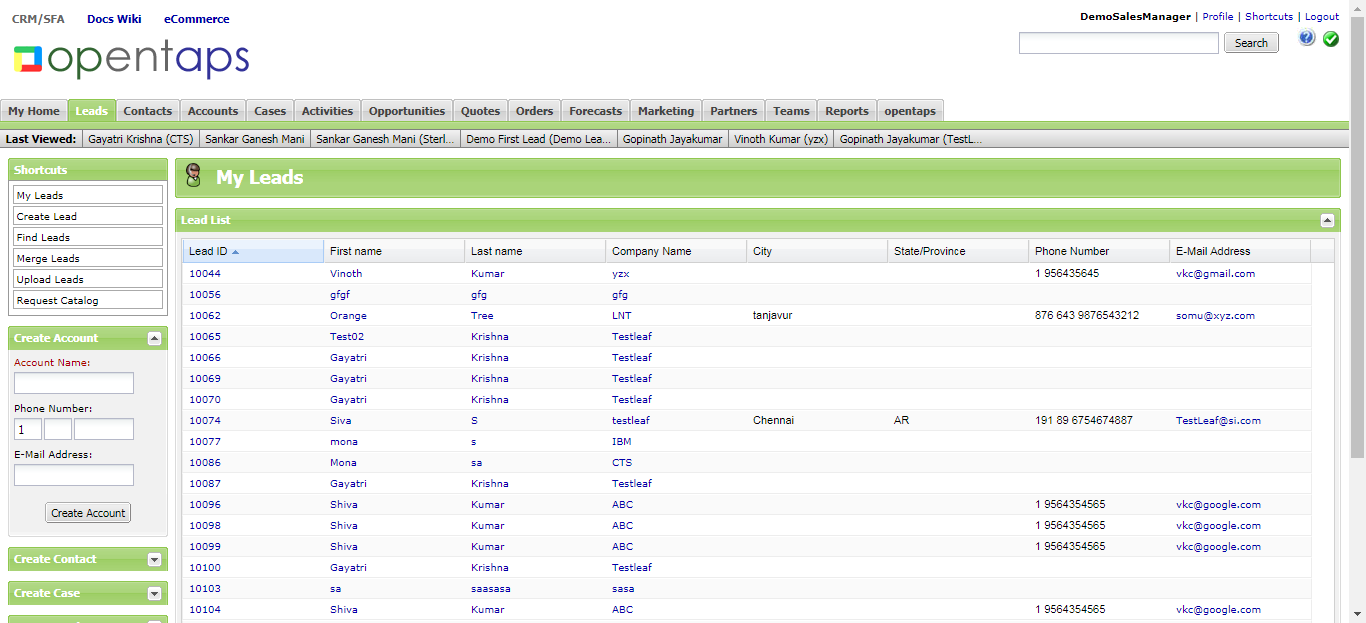 CRM/SFA Docs Wiki eCommerce
DemoSalesManager | Profile | Shortcuts | Logout
opentaps
Search
My Home Leads Contacts Accounts Cases Activities Opportunities Quotes Orders Forecasts Marketing Partners Teams Reports opentaps
Last Viewed: Gayatri Krishna (CTS) Sankar Ganesh Mani Sankar Ganesh Mani (Sterl... Demo First Lead (Demo Lea... Gopinath Jayakumar Vinoth Kumar (yzx) Gopinath Jayakumar (TestL...
Shortcuts
My Leads
Create Lead
Find Leads
Merge Leads
Upload Leads
Request Catalog
Create Account
Account Name:
Phone Number:
1
E-Mail Address:
Create Account
Create Contact
Create Case
My Leads
Lead List
Lead ID First name Last name Company Name City State/Province Phone Number E-Mail Address
10044 Vinoth Kumar yzx 1 956435645 vkc@gmail.com
10056 gfgf gfg gfg
10062 Orange Tree LNT tanjavur 876 643 9876543212 somu@xyz.com
10065 Test02 Krishna Testleaf
10066 Gayatri Krishna Testleaf
10069 Gayatri Krishna Testleaf
10070 Gayatri Krishna Testleaf
10074 Siva S testleaf Chennai AR 191 89 6754674887 TestLeaf@si.com
10077 mona s IBM
10086 Mona sa CTS
10087 Gayatri Krishna Testleaf
10096 Shiva Kumar ABC 1 9564354565 vkc@google.com
10098 Shiva Kumar ABC 1 9564354565 vkc@google.com
10099 Shiva Kumar ABC 1 9564354565 vkc@google.com
10100 Gayatri Krishna Testleaf
10103 sa saasasa sasa
10104 Shiva Kumar ABC 1 9564354565 vkc@google.com